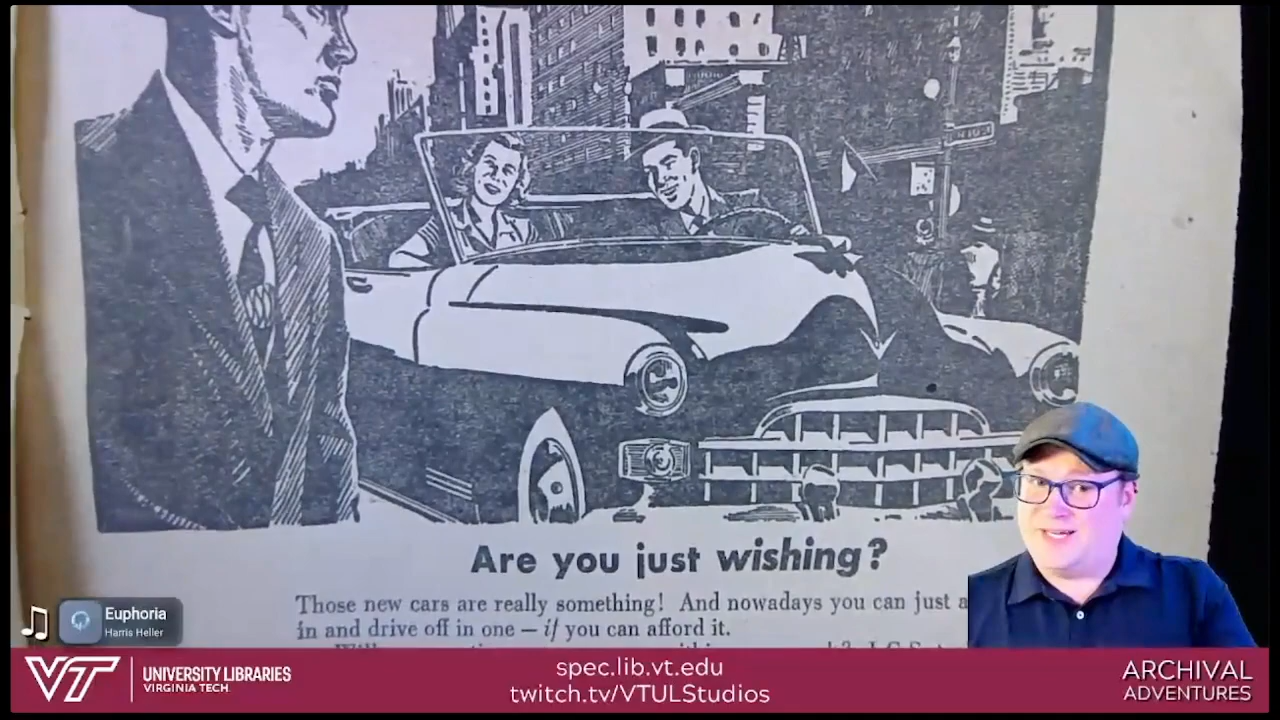 Are you just wishing?
Those new cars are really something! And nowadays you can just a
in and drive off in one — if you can afford it.
Euphoria
Harris Heller
VT
UNIVERSITY LIBRARIES
VIRGINIA TECH
spec.lib.vt.edu
twitch.tv/VTULStudios
ARCHIVAL
ADVENTURES